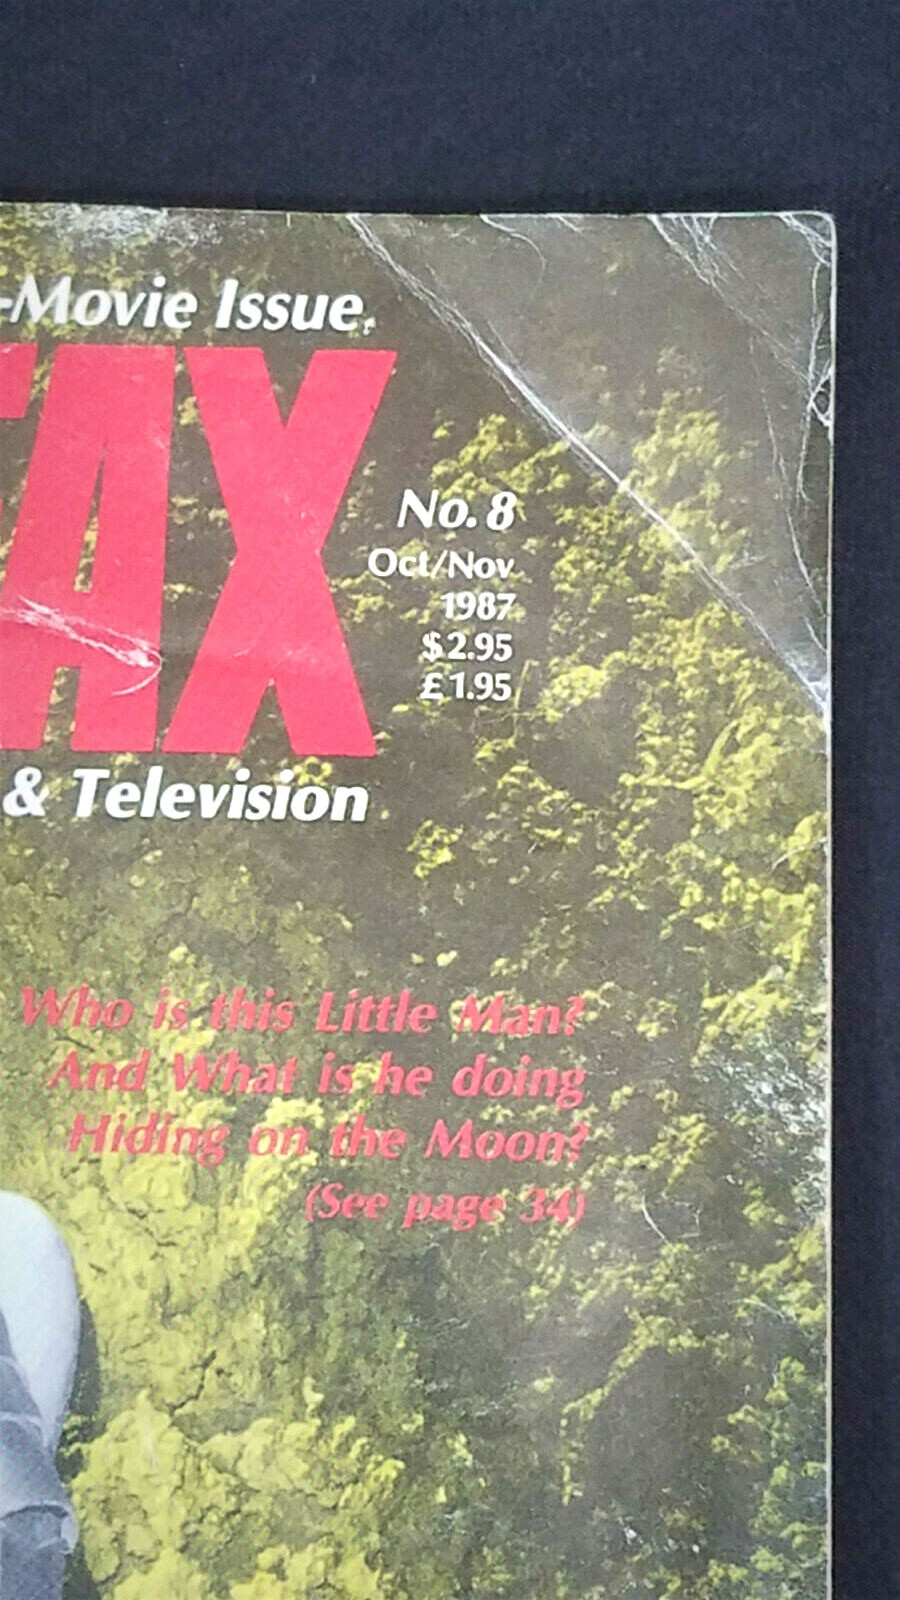 -Movie Issue
FAX
No. 8
Oct/Nov
1987
$2.95
£1.95
& Television
Who is this Little Man?
And What is he doing
Hiding on the Moon?
(See page 34)